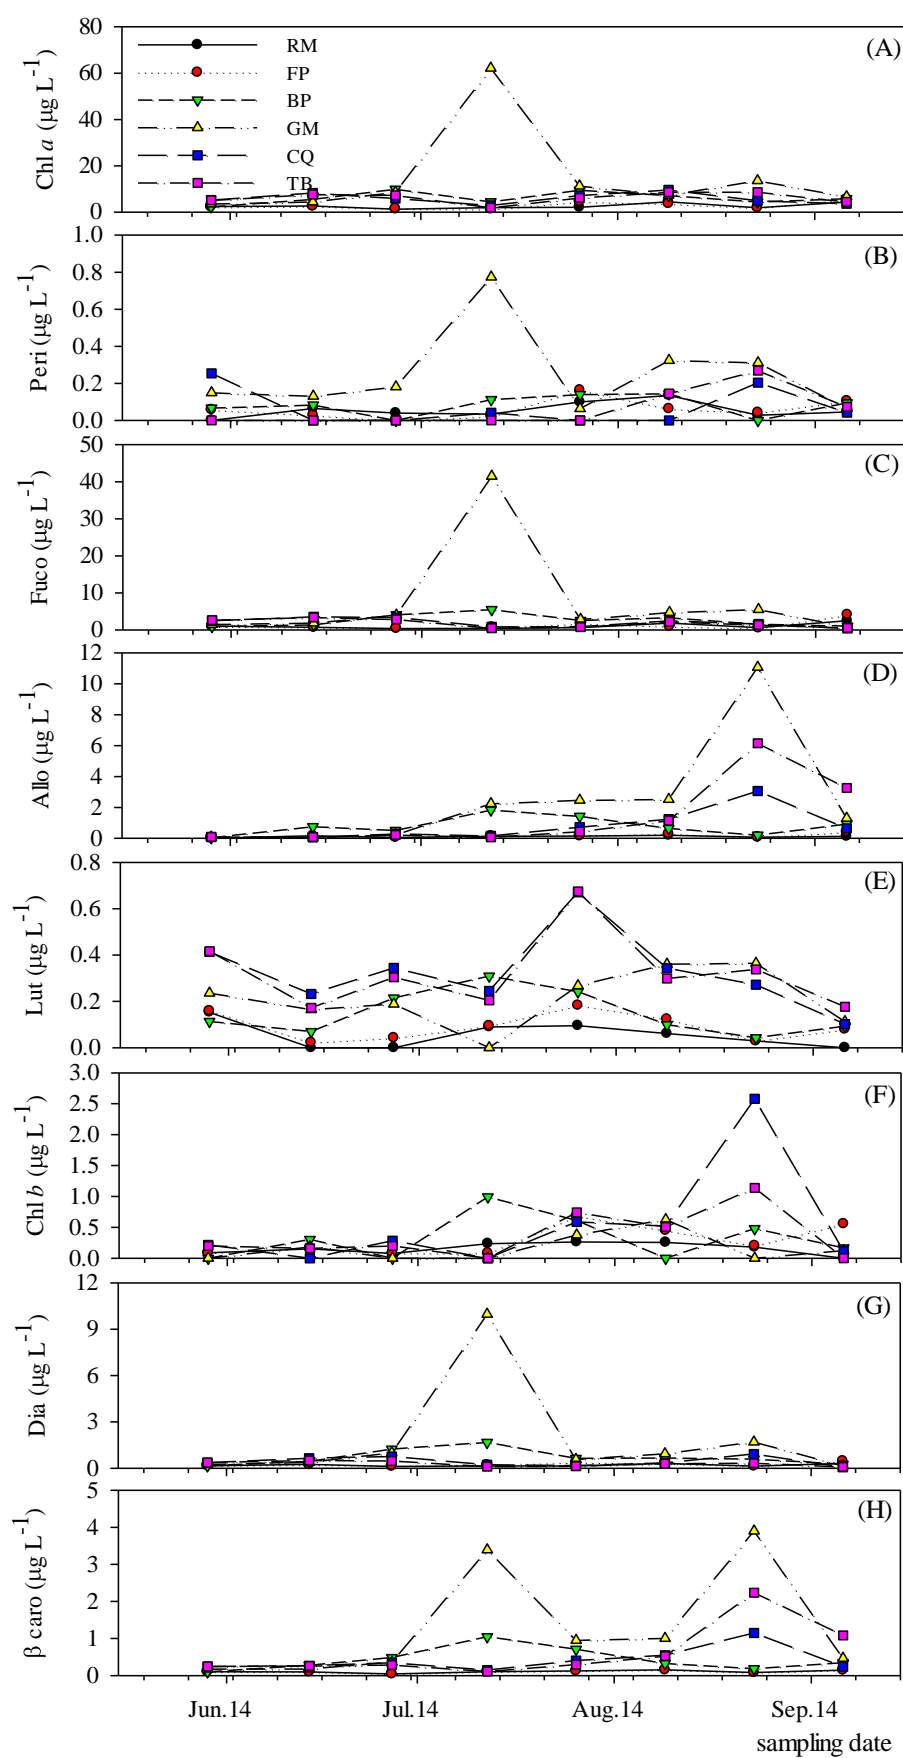 80
60
40
20
0
Chl a (µg L⁻¹)
(A)
RM
FP
BP
GM
CQ
TB
1.0
0.8
0.6
0.4
0.2
0.0
Peri (µg L⁻¹)
(B)
50
40
30
20
10
0
Fuco (µg L⁻¹)
(C)
12
10
8
6
4
2
0
Allo (µg L⁻¹)
(D)
0.8
0.6
0.4
0.2
0.0
Lut (µg L⁻¹)
(E)
3.0
2.5
2.0
1.5
1.0
0.5
0.0
Chl b (µg L⁻¹)
(F)
12
9
6
3
0
Dia (µg L⁻¹)
(G)
5
4
3
2
1
0
β caro (µg L⁻¹)
(H)
Jun.14 Jul.14 Aug.14 Sep.14
sampling date